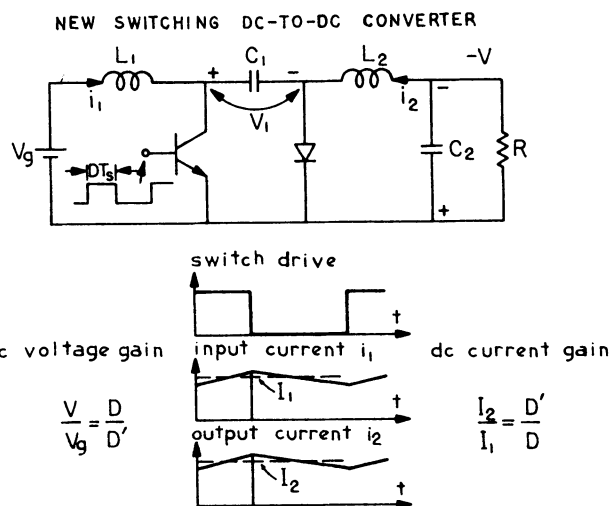 NEW SWITCHING DC-TO-DC CONVERTER
L1 C1 L2 -V
+ - -
i1 V1 i2
Vg DTs C2 R
+
switch drive
t
c voltage gain input current i1 dc current gain
I1 t
V/Vg = D/D' I2/I1 = D'/D
output current i2
I2 t